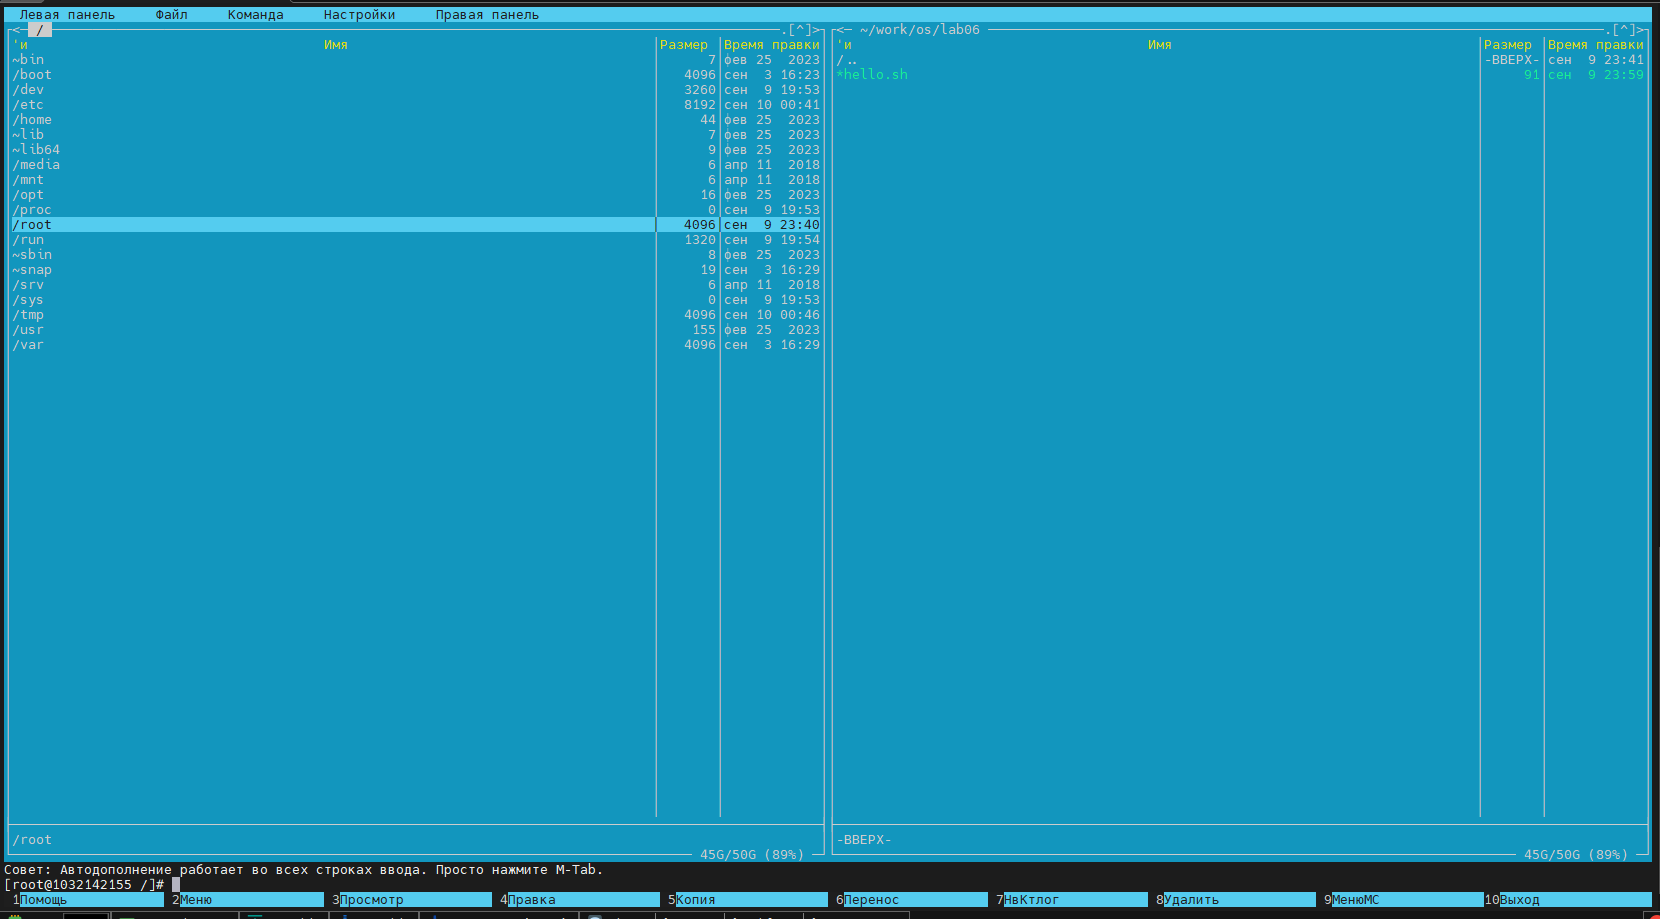 Левая панель Файл Команда Настройки Правая панель
<─ / .[^]> <─ ~/work/os/lab06 .[^]>
'и Имя Размер Время правки 'и Имя Размер Время правки
~bin 7 фев 25 2023 /.. -ВВЕРХ- сен 9 23:41
/boot 4096 сен 3 16:23 *hello.sh 91 сен 9 23:59
/dev 3260 сен 9 19:53
/etc 8192 сен 10 00:41
/home 44 фев 25 2023
~lib 7 фев 25 2023
~lib64 9 фев 25 2023
/media 6 апр 11 2018
/mnt 6 апр 11 2018
/opt 16 фев 25 2023
/proc 0 сен 9 19:53
/root 4096 сен 9 23:40
/run 1320 сен 9 19:54
~sbin 8 фев 25 2023
~snap 19 сен 3 16:29
/srv 6 апр 11 2018
/sys 0 сен 9 19:53
/tmp 4096 сен 10 00:46
/usr 155 фев 25 2023
/var 4096 сен 3 16:29
/root -ВВЕРХ-
45G/50G (89%) 45G/50G (89%)
Совет: Автодополнение работает во всех строках ввода. Просто нажмите M-Tab.
[root@1032142155 /]#
1Помощь 2Меню 3Просмотр 4Правка 5Копия 6Перенос 7НвКтлог 8Удалить 9МенюMC 10Выход